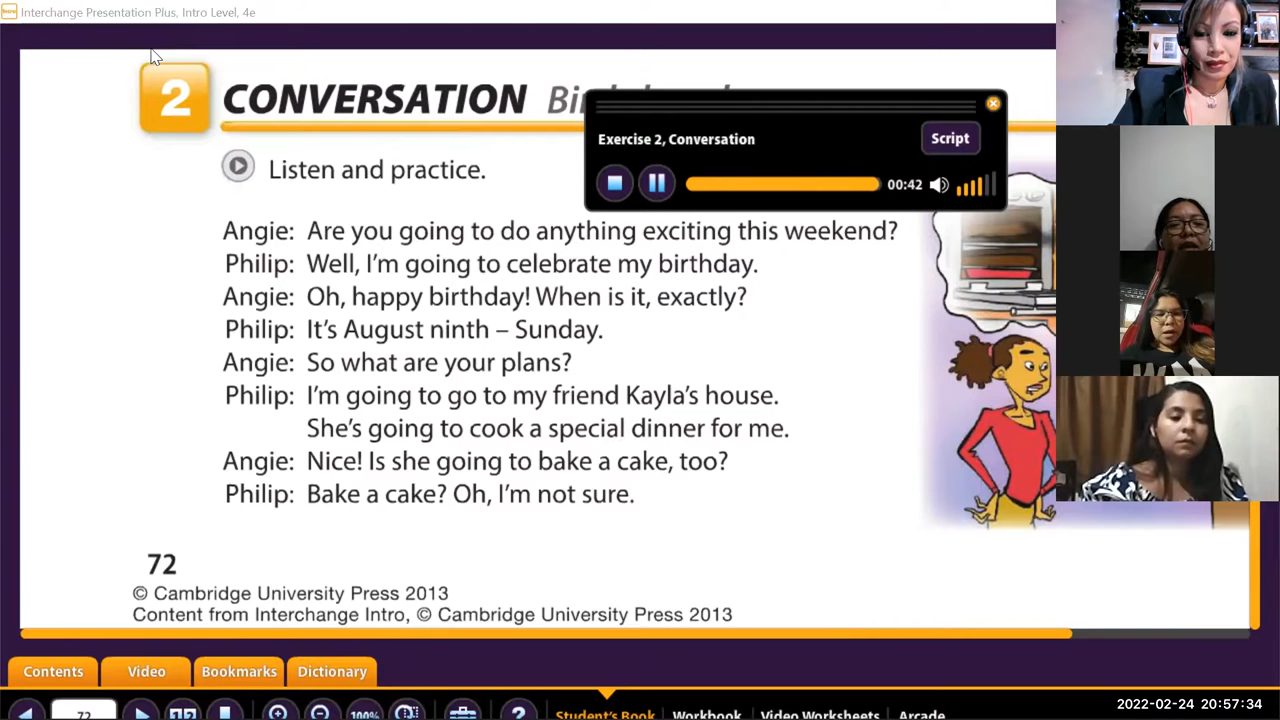 Interchange Presentation Plus, Intro Level, 4e
2 CONVERSATION
Listen and practice.
Exercise 2, Conversation
Script
00:42
Angie: Are you going to do anything exciting this weekend?
Philip: Well, I'm going to celebrate my birthday.
Angie: Oh, happy birthday! When is it, exactly?
Philip: It's August ninth – Sunday.
Angie: So what are your plans?
Philip: I'm going to go to my friend Kayla's house.
She's going to cook a special dinner for me.
Angie: Nice! Is she going to bake a cake, too?
Philip: Bake a cake? Oh, I'm not sure.
72
© Cambridge University Press 2013
Content from Interchange Intro, © Cambridge University Press 2013
Contents Video Bookmarks Dictionary
72 100% ? Student's Book Workbook Video Worksheets Arcade
2022-02-24 20:57:34